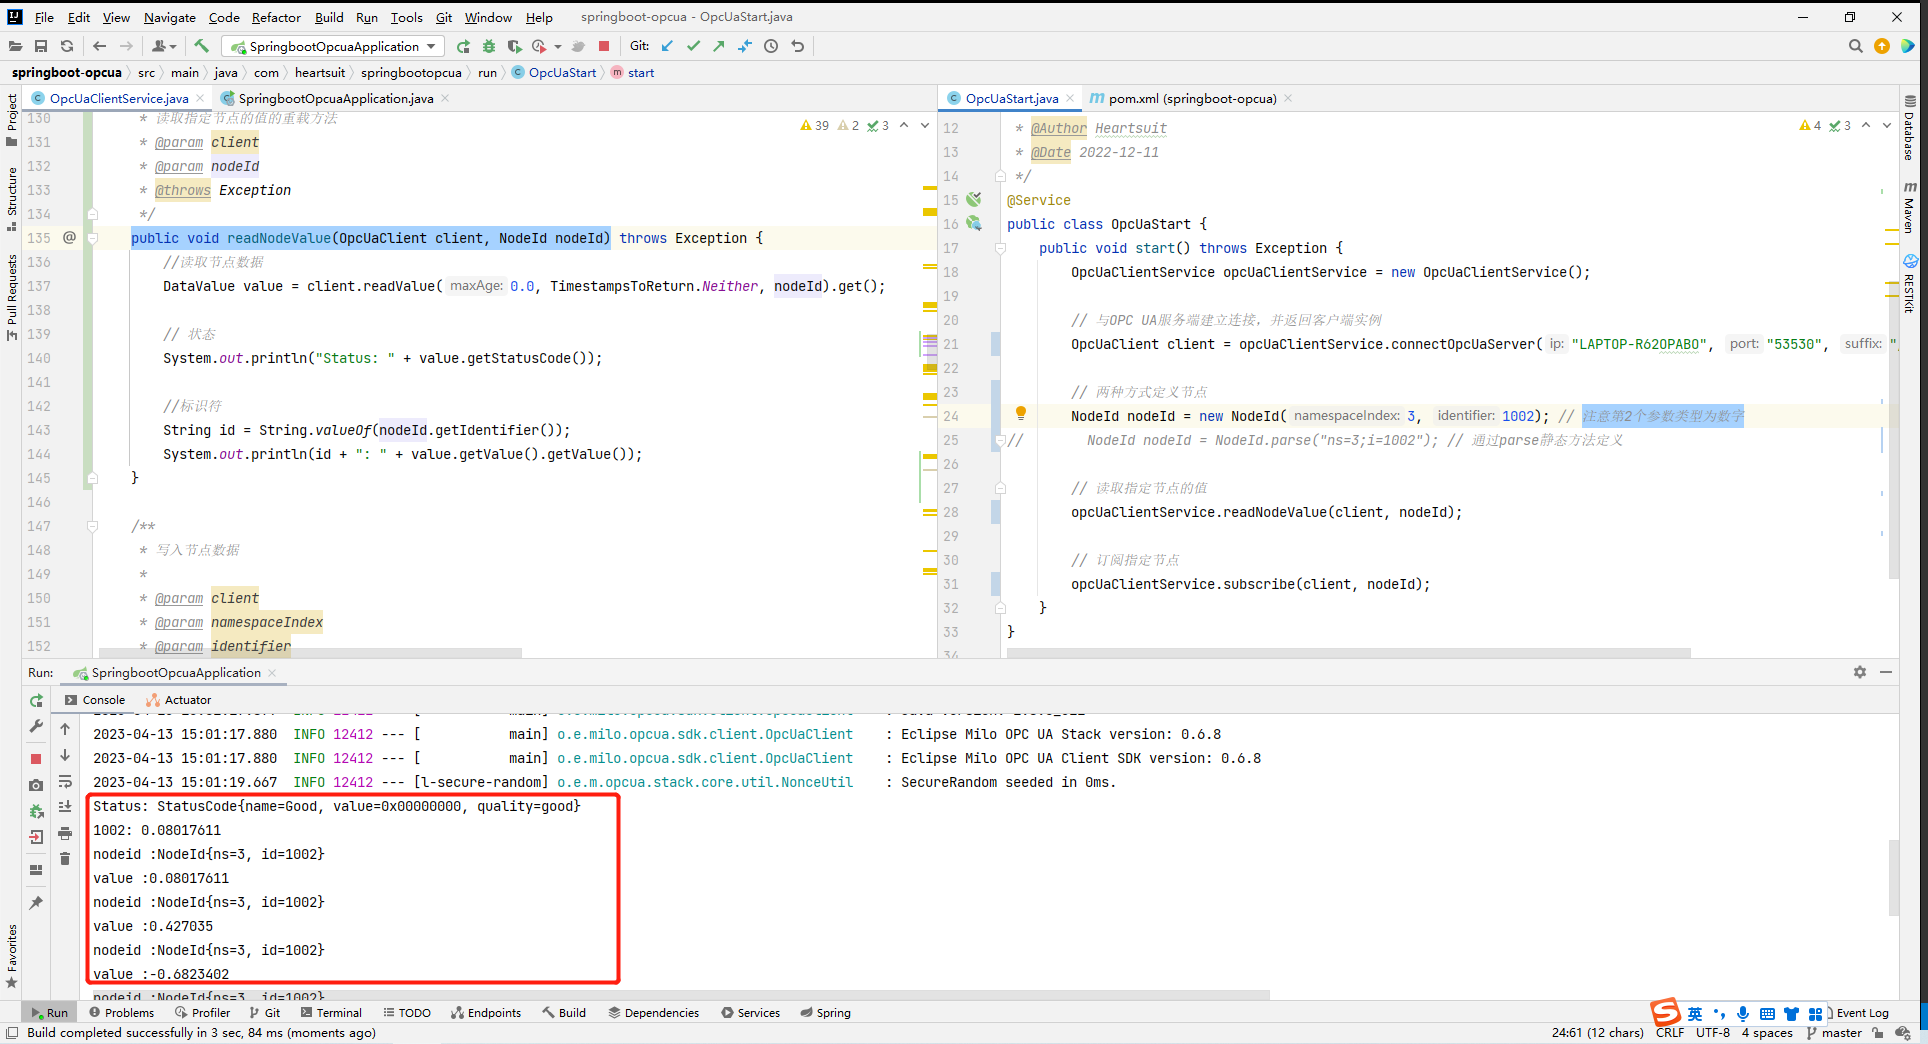 File Edit View Navigate Code Refactor Build Run Tools Git Window Help springboot-opcua - OpcUaStart.java
SpringbootOpcuaApplication Git:
springboot-opcua src main java com heartsuit springbootopcua run OpcUaStart start
OpcUaClientService.java SpringbootOpcuaApplication.java
130 * 读取指定节点的值的重载方法
39 2 3
131 * @param client
132 * @param nodeId
133 * @throws Exception
134 */
135 public void readNodeValue(OpcUaClient client, NodeId nodeId) throws Exception {
136 //读取节点数据
137 DataValue value = client.readValue( maxAge: 0.0, TimestampsToReturn.Neither, nodeId).get();
138
139 // 状态
140 System.out.println("Status: " + value.getStatusCode());
141
142 //标识符
143 String id = String.valueOf(nodeId.getIdentifier());
144 System.out.println(id + ": " + value.getValue().getValue());
145 }
146
147 /**
148 * 写入节点数据
149 *
150 * @param client
151 * @param namespaceIndex
152 * @param identifier
OpcUaStart.java pom.xml (springboot-opcua)
4 3
12 * @Author Heartsuit
13 * @Date 2022-12-11
14 */
15 @Service
16 public class OpcUaStart {
17 public void start() throws Exception {
18 OpcUaClientService opcUaClientService = new OpcUaClientService();
19
20 // 与OPC UA服务端建立连接，并返回客户端实例
21 OpcUaClient client = opcUaClientService.connectOpcUaServer( ip: "LAPTOP-R62OPABO", port: "53530", suffix: "
22
23 // 两种方式定义节点
24 NodeId nodeId = new NodeId( namespaceIndex: 3, identifier: 1002); // 注意第2个参数类型为数字
25 // NodeId nodeId = NodeId.parse("ns=3;i=1002"); // 通过parse静态方法定义
26
27 // 读取指定节点的值
28 opcUaClientService.readNodeValue(client, nodeId);
29
30 // 订阅指定节点
31 opcUaClientService.subscribe(client, nodeId);
32 }
33 }
34
Project
Structure
Pull Requests
Favorites
Database
Maven
RESTKit
Run: SpringbootOpcuaApplication
Console Actuator
2023-04-13 15:01:17.880 INFO 12412 --- [ main] o.e.milo.opcua.sdk.client.OpcUaClient : Eclipse Milo OPC UA Stack version: 0.6.8
2023-04-13 15:01:17.880 INFO 12412 --- [ main] o.e.milo.opcua.sdk.client.OpcUaClient : Eclipse Milo OPC UA Client SDK version: 0.6.8
2023-04-13 15:01:19.667 INFO 12412 --- [l-secure-random] o.e.m.opcua.stack.core.util.NonceUtil : SecureRandom seeded in 0ms.
Status: StatusCode{name=Good, value=0x00000000, quality=good}
1002: 0.08017611
nodeid :NodeId{ns=3, id=1002}
value :0.08017611
nodeid :NodeId{ns=3, id=1002}
value :0.427035
nodeid :NodeId{ns=3, id=1002}
value :-0.6823402
nodeid :NodeId{ns=3, id=1002}
Run Problems Profiler Git Terminal TODO Endpoints Build Dependencies Services Spring 英 Event Log
Build completed successfully in 3 sec, 84 ms (moments ago) 24:61 (12 chars) CRLF UTF-8 4 spaces master